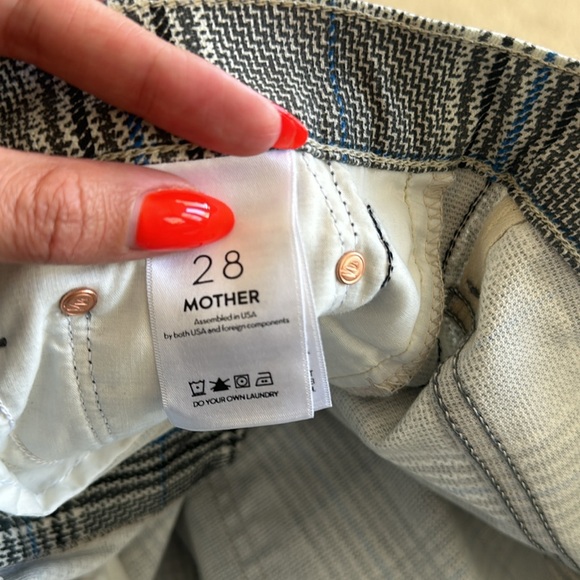 28
MOTHER
Assembled in USA
by both USA and foreign components
DO YOUR OWN LAUNDRY